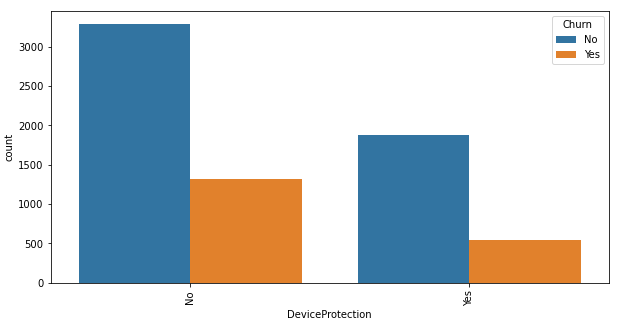 Churn
No
Yes
3000
2500
2000
1500
1000
500
0
count
No
Yes
DeviceProtection